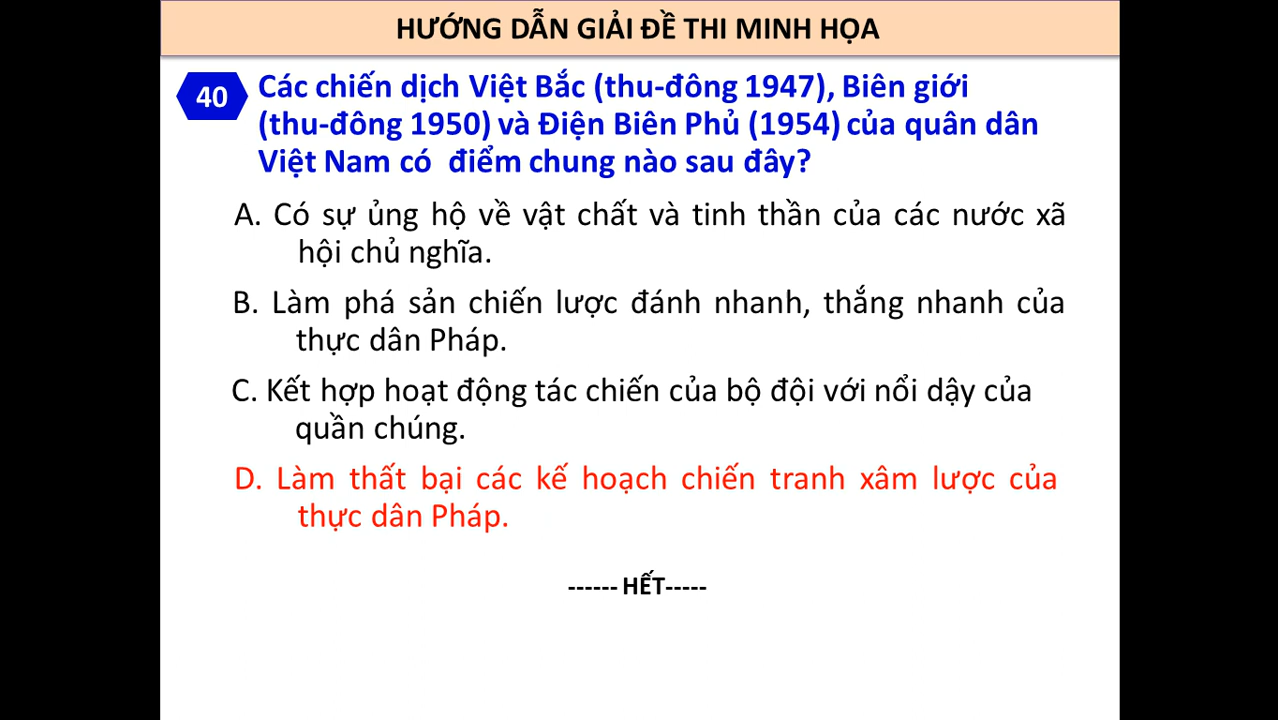 HƯỚNG DẪN GIẢI ĐỀ THI MINH HỌA
40
Các chiến dịch Việt Bắc (thu-đông 1947), Biên giới
(thu-đông 1950) và Điện Biên Phủ (1954) của quân dân
Việt Nam có điểm chung nào sau đây?
A. Có sự ủng hộ về vật chất và tinh thần của các nước xã
hội chủ nghĩa.
B. Làm phá sản chiến lược đánh nhanh, thắng nhanh của
thực dân Pháp.
C. Kết hợp hoạt động tác chiến của bộ đội với nổi dậy của
quần chúng.
D. Làm thất bại các kế hoạch chiến tranh xâm lược của
thực dân Pháp.
------ HẾT-----